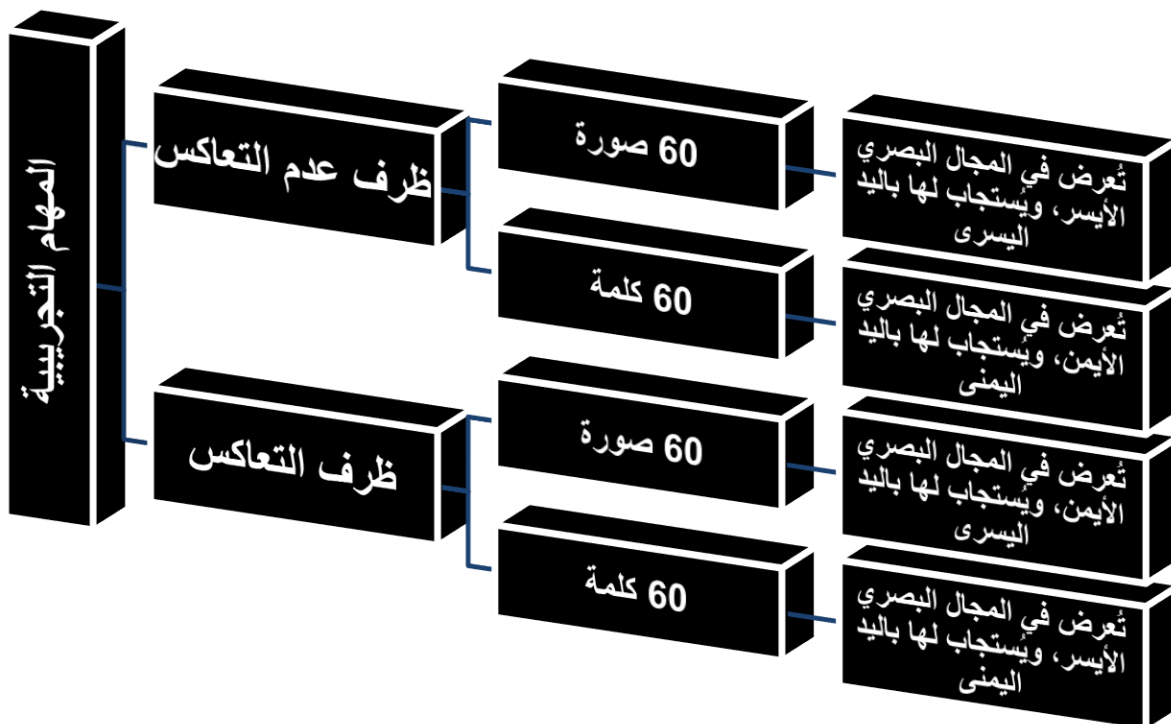 المهام التجريبية
ظرف عدم التعاكس
60 صورة
تُعرض في المجال البصري
الأيسر، ويُستجاب لها باليد
اليسرى
60 كلمة
تُعرض في المجال البصري
الأيمن، ويُستجاب لها باليد
اليمنى
ظرف التعاكس
60 صورة
تُعرض في المجال البصري
الأيمن، ويُستجاب لها باليد
اليسرى
60 كلمة
تُعرض في المجال البصري
الأيسر، ويُستجاب لها باليد
اليمنى